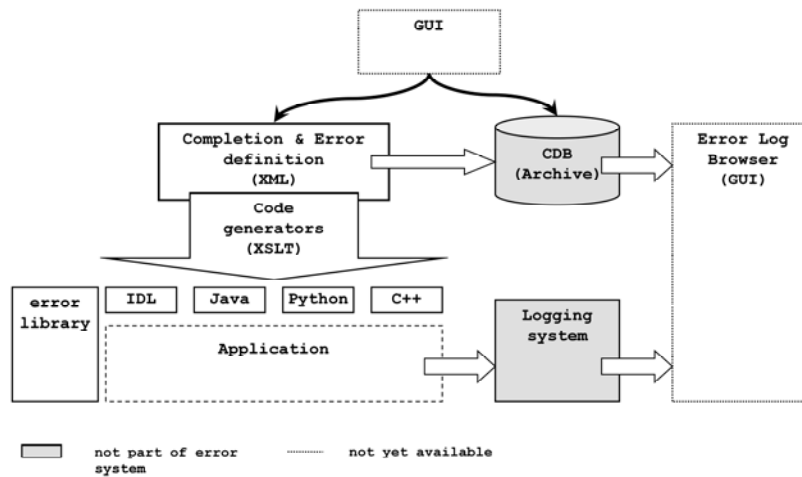 GUI
Completion & Error
definition
(XML)
CDB
(Archive)
Error Log
Browser
(GUI)
Code
generators
(XSLT)
error
library
IDL
Java
Python
C++
Application
Logging
system
not part of error
system
not yet available